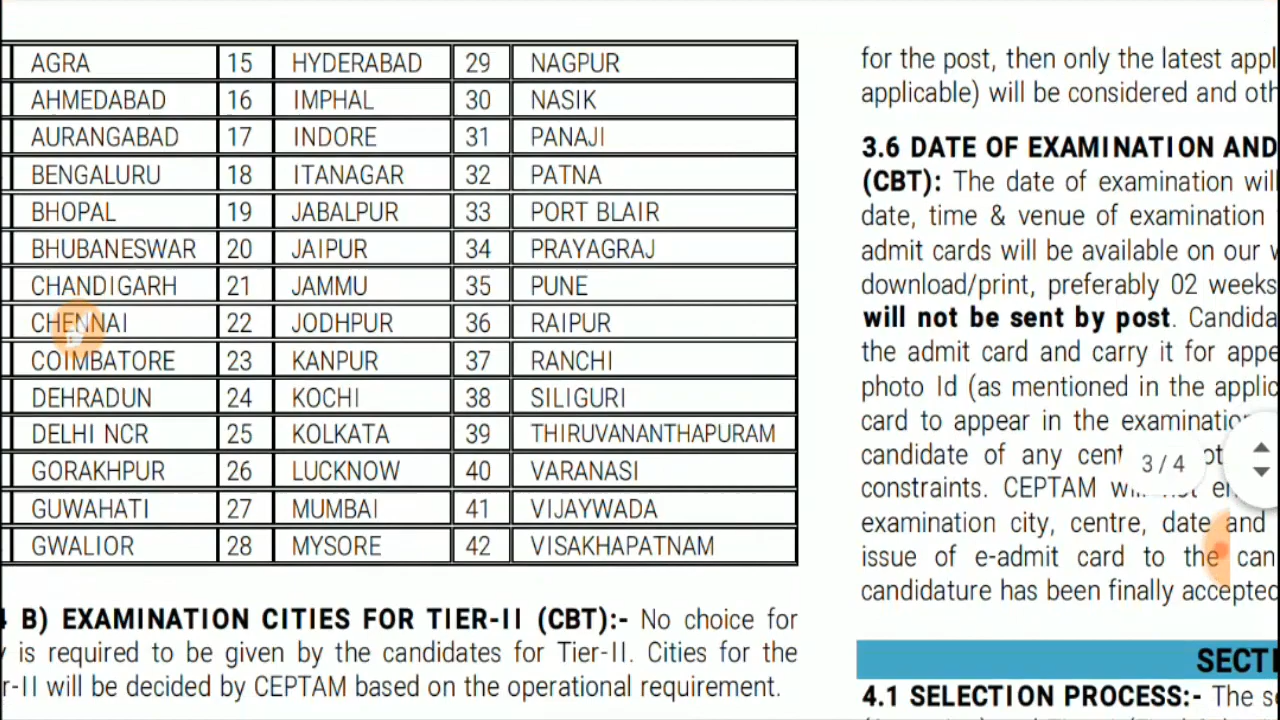 AGRA 15 HYDERABAD 29 NAGPUR
AHMEDABAD 16 IMPHAL 30 NASIK
AURANGABAD 17 INDORE 31 PANAJI
BENGALURU 18 ITANAGAR 32 PATNA
BHOPAL 19 JABALPUR 33 PORT BLAIR
BHUBANESWAR 20 JAIPUR 34 PRAYAGRAJ
CHANDIGARH 21 JAMMU 35 PUNE
CHENNAI 22 JODHPUR 36 RAIPUR
COIMBATORE 23 KANPUR 37 RANCHI
DEHRADUN 24 KOCHI 38 SILIGURI
DELHI NCR 25 KOLKATA 39 THIRUVANANTHAPURAM
GORAKHPUR 26 LUCKNOW 40 VARANASI
GUWAHATI 27 MUMBAI 41 VIJAYWADA
GWALIOR 28 MYSORE 42 VISAKHAPATNAM
B) EXAMINATION CITIES FOR TIER-II (CBT):- No choice for
is required to be given by the candidates for Tier-II. Cities for the
r-II will be decided by CEPTAM based on the operational requirement.
for the post, then only the latest appl
applicable) will be considered and oth
3.6 DATE OF EXAMINATION AND
(CBT): The date of examination wil
date, time & venue of examination
admit cards will be available on our
download/print, preferably 02 weeks
will not be sent by post. Candida
the admit card and carry it for appe
photo Id (as mentioned in the applic
card to appear in the examination
candidate of any cent
3 / 4
constraints. CEPTAM
examination city, centre, date and
issue of e-admit card to the can
candidature has been finally accepted
SECTI
4.1 SELECTION PROCESS:- The se